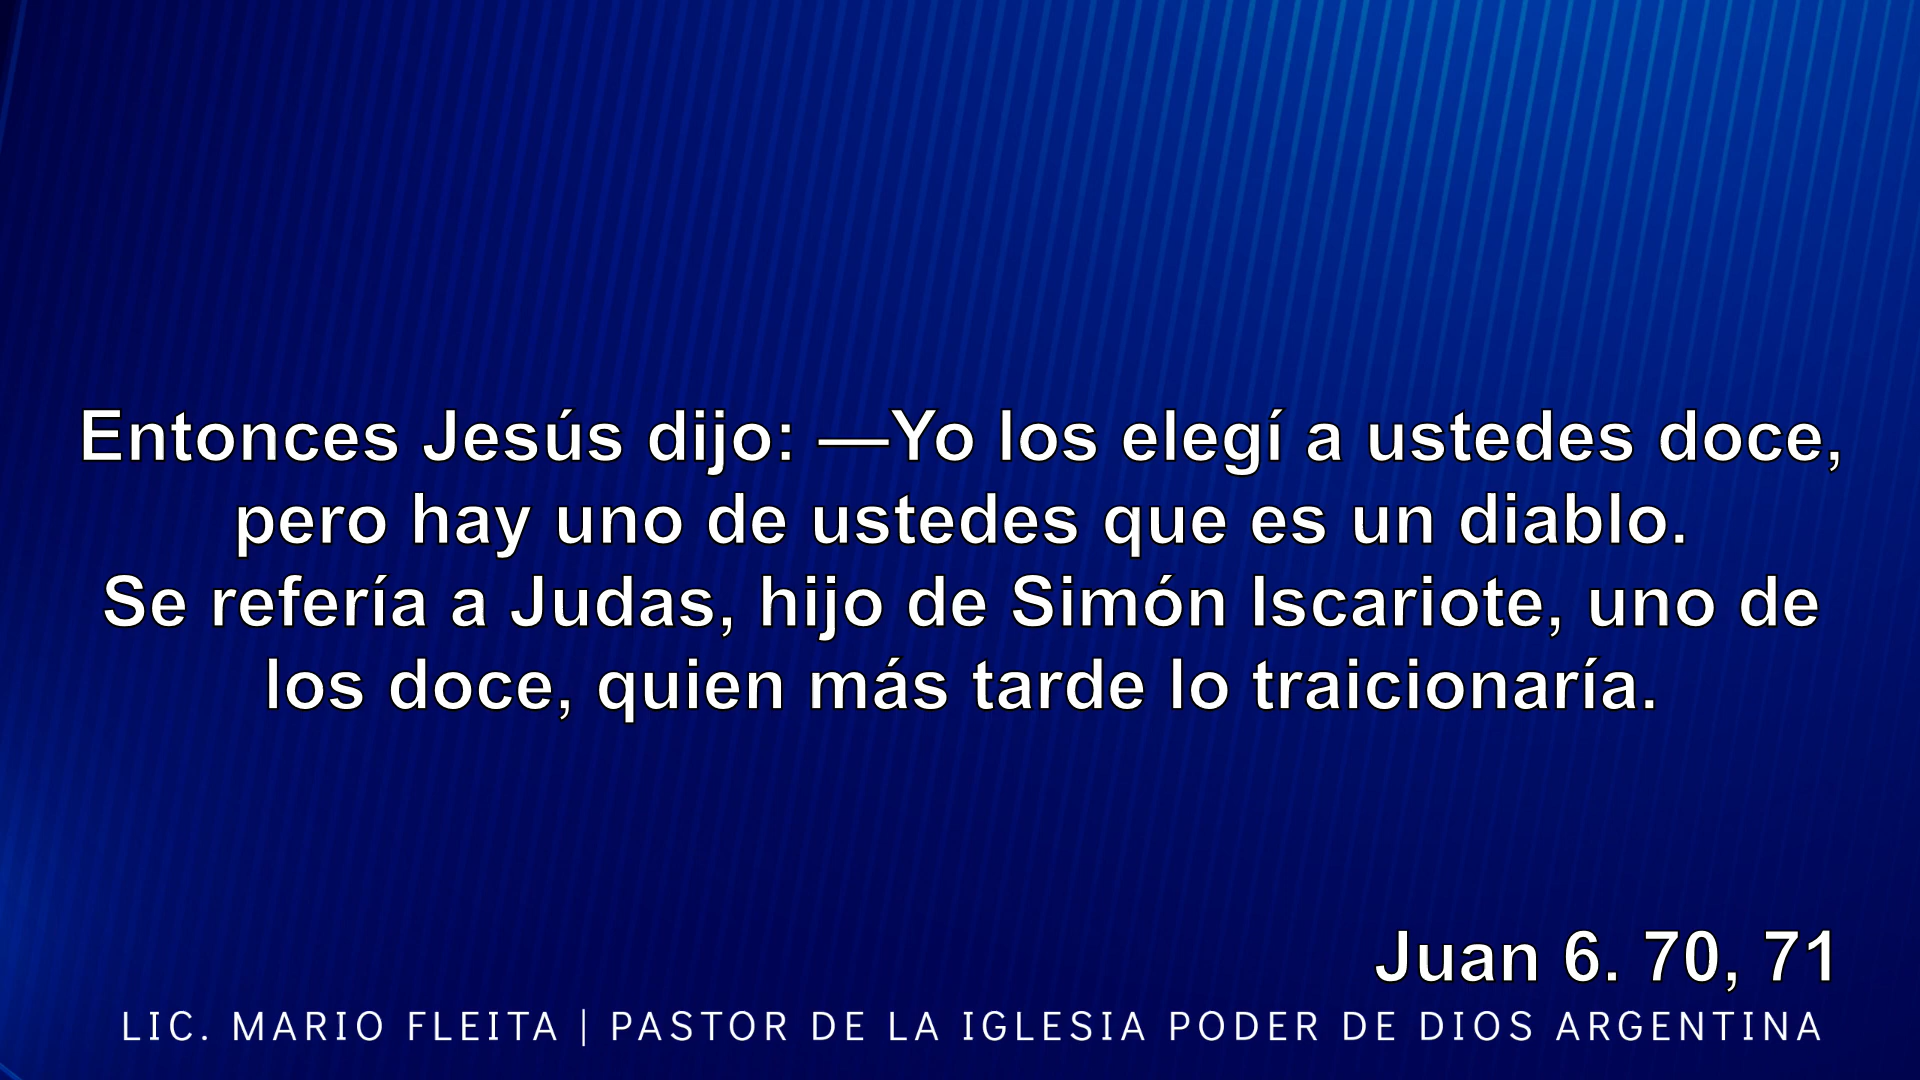 Entonces Jesús dijo: —Yo los elegí a ustedes doce,
pero hay uno de ustedes que es un diablo.
Se refería a Judas, hijo de Simón Iscariote, uno de
los doce, quien más tarde lo traicionaría.
Juan 6. 70, 71
LIC. MARIO FLEITA | PASTOR DE LA IGLESIA PODER DE DIOS ARGENTINA